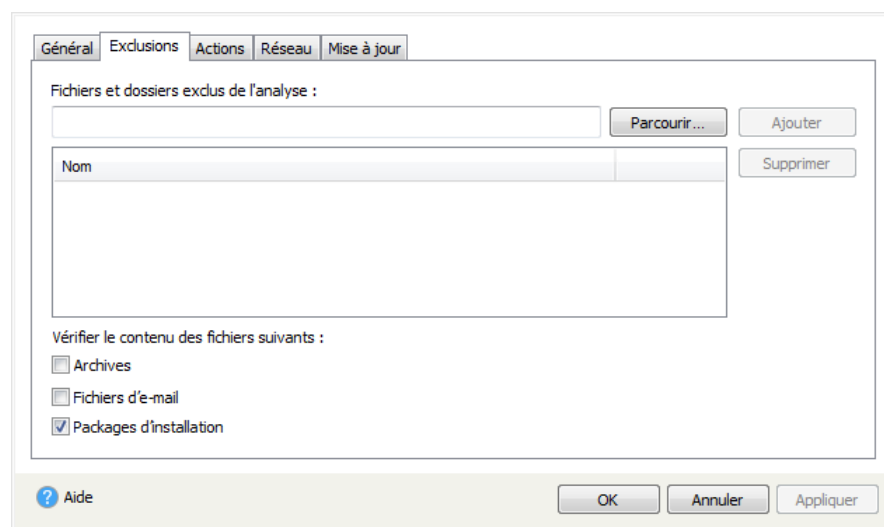 Général Exclusions Actions Réseau Mise à jour
Fichiers et dossiers exclus de l'analyse :
Parcourir... Ajouter
Nom Supprimer
Vérifier le contenu des fichiers suivants :
Archives
Fichiers d'e-mail
Packages d'installation
Aide OK Annuler Appliquer